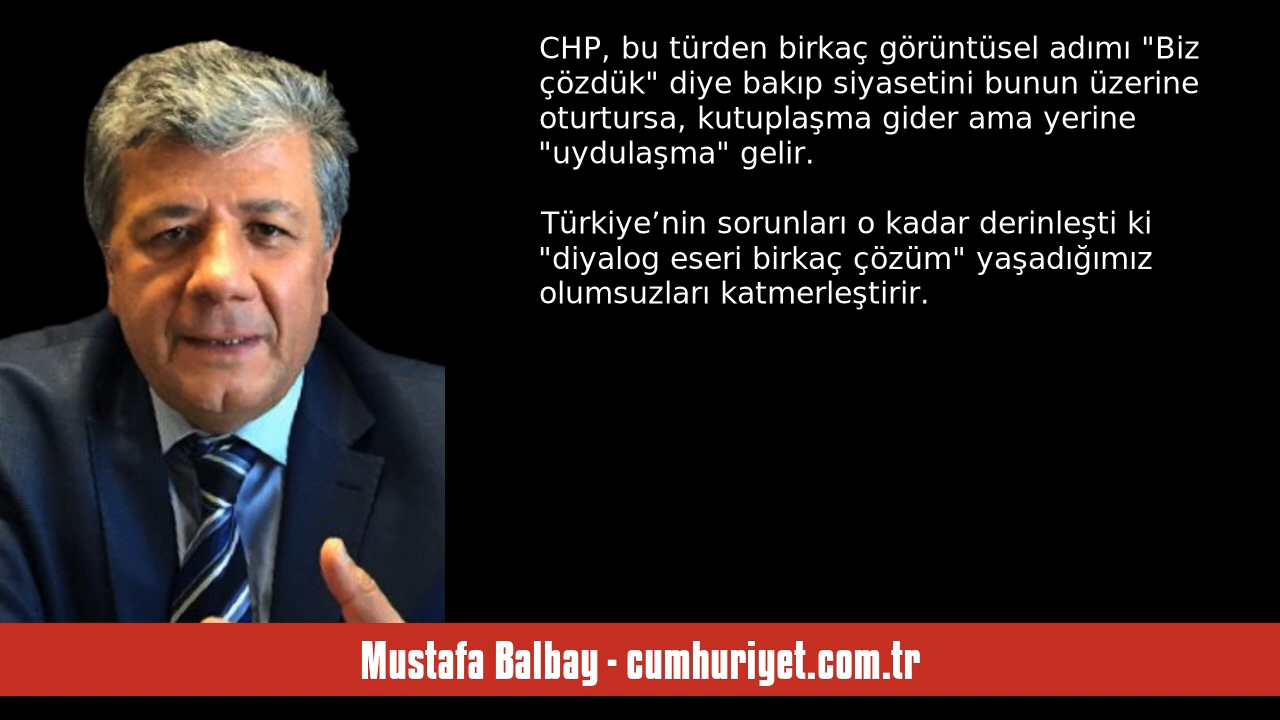 CHP, bu türden birkaç görüntüsel adımı "Biz
çözdük" diye bakıp siyasetini bunun üzerine
oturtursa, kutuplaşma gider ama yerine
"uydulaşma" gelir.
Türkiye’nin sorunları o kadar derinleşti ki
"diyalog eseri birkaç çözüm" yaşadığımız
olumsuzları katmerleştirir.
Mustafa Balbay - cumhuriyet.com.tr